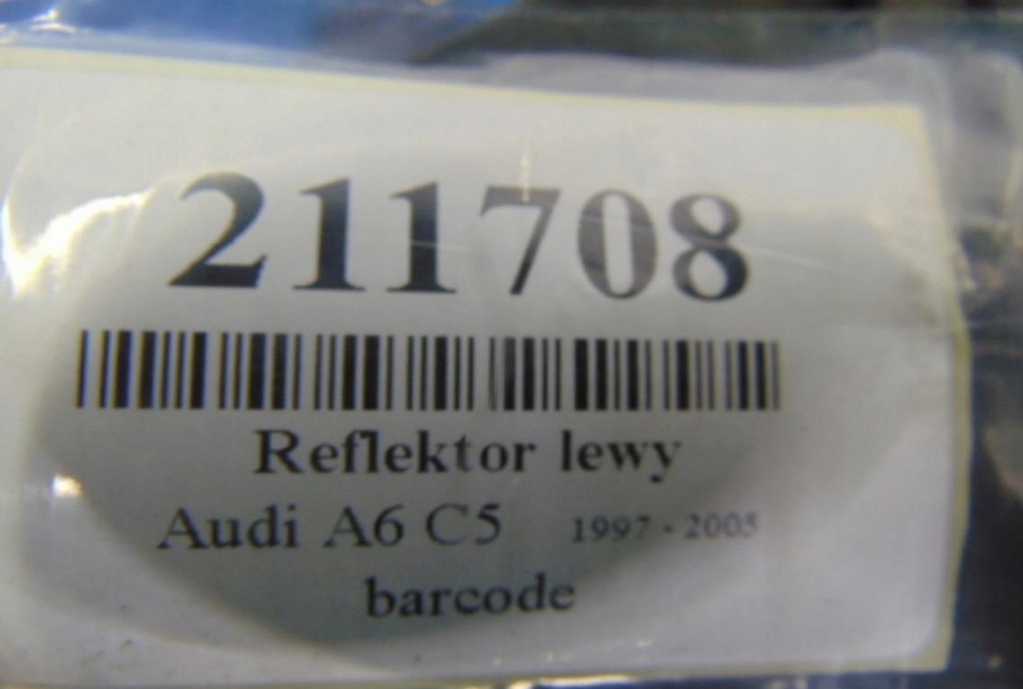 211708
Reflektor lewy
Audi A6 C5 1997 - 2005
barcode